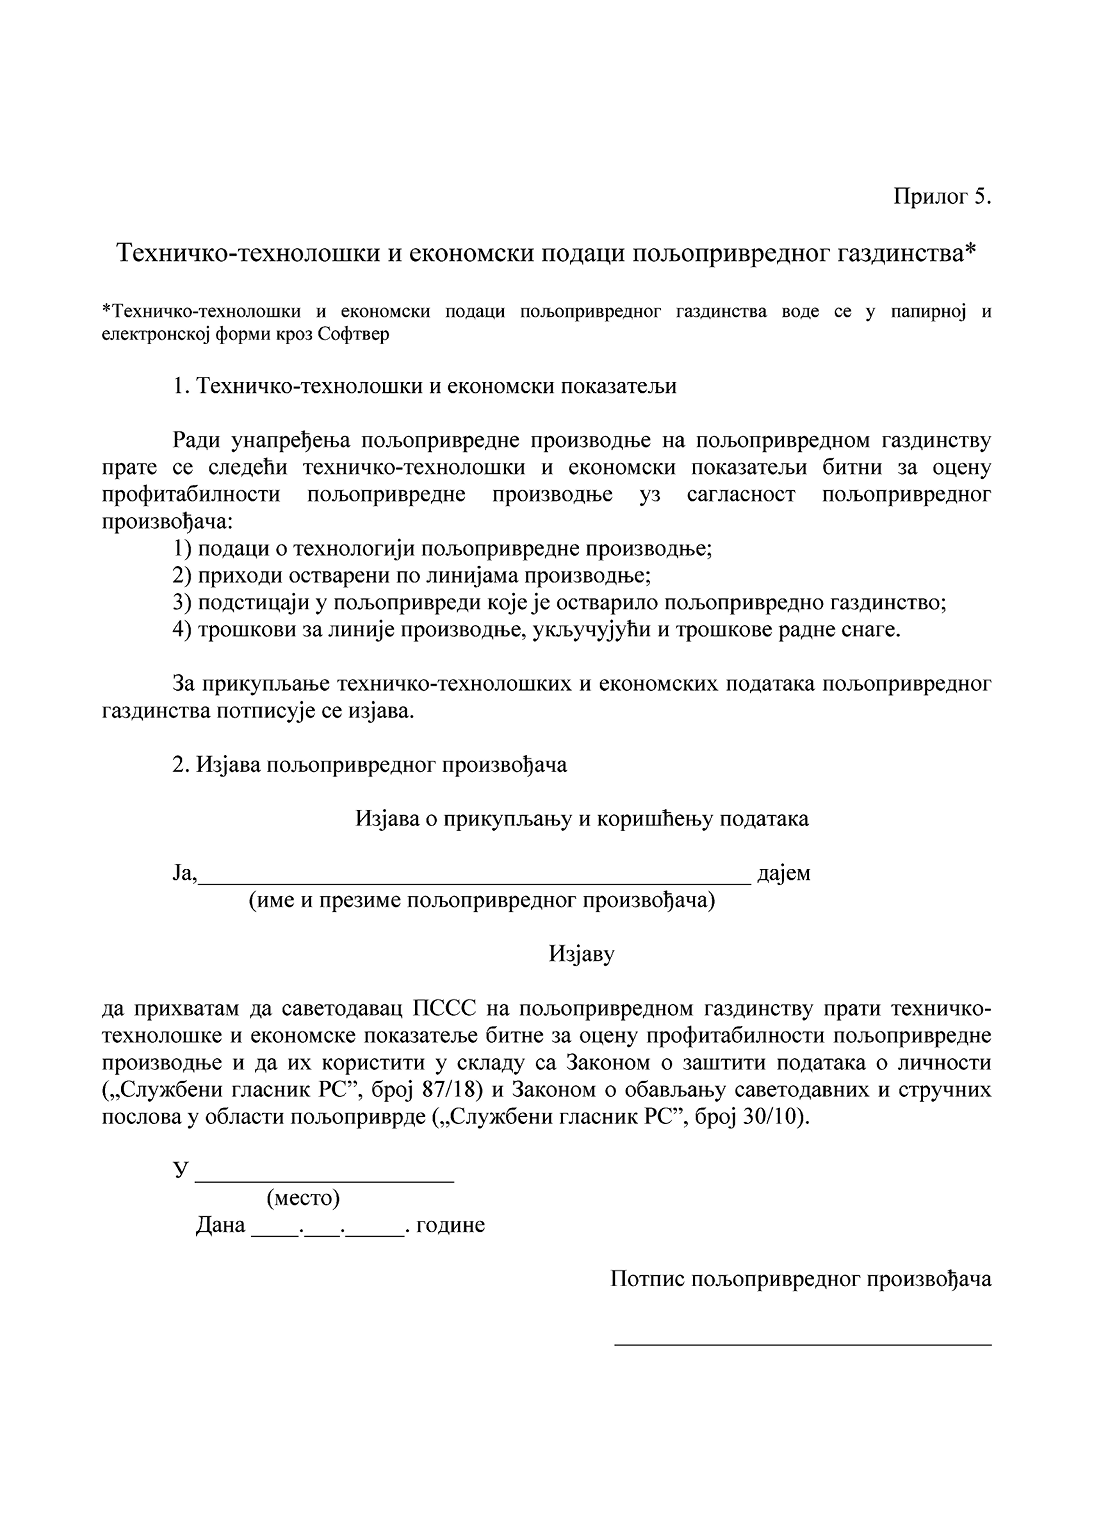 Прилог 5.
Техничко-технолошки и економски подаци пољопривредног газдинства*
*Техничко-технолошки и економски подаци пољопривредног газдинства воде се у папирној и
електронској форми кроз Софтвер
1. Техничко-технолошки и економски показатељи
Ради унапређења пољопривредне производње на пољопривредном газдинству
прате се следећи техничко-технолошки и економски показатељи битни за оцену
профитабилности пољопривредне производње уз сагласност пољопривредног
произвођача:
1) подаци о технологији пољопривредне производње;
2) приходи остварени по линијама производње;
3) подстицаји у пољопривреди које је остварило пољопривредно газдинство;
4) трошкови за линије производње, укључујући и трошкове радне снаге.
За прикупљање техничко-технолошких и економских података пољопривредног
газдинства потписује се изјава.
2. Изјава пољопривредног произвођача
Изјава о прикупљању и коришћењу података
Ја,_______________________________________________ дајем
(име и презиме пољопривредног произвођача)
Изјаву
да прихватам да саветодавац ПССС на пољопривредном газдинству прати техничко-
технолошке и економске показатеље битне за оцену профитабилности пољопривредне
производње и да их користити у складу са Законом о заштити података о личности
(„Службени гласник РС”, број 87/18) и Законом о обављању саветодавних и стручних
послова у области пољопривrде („Службени гласник РС”, број 30/10).
У ______________________
(место)
Дана ____.___._____. године
Потпис пољопривредног произвођача
________________________________